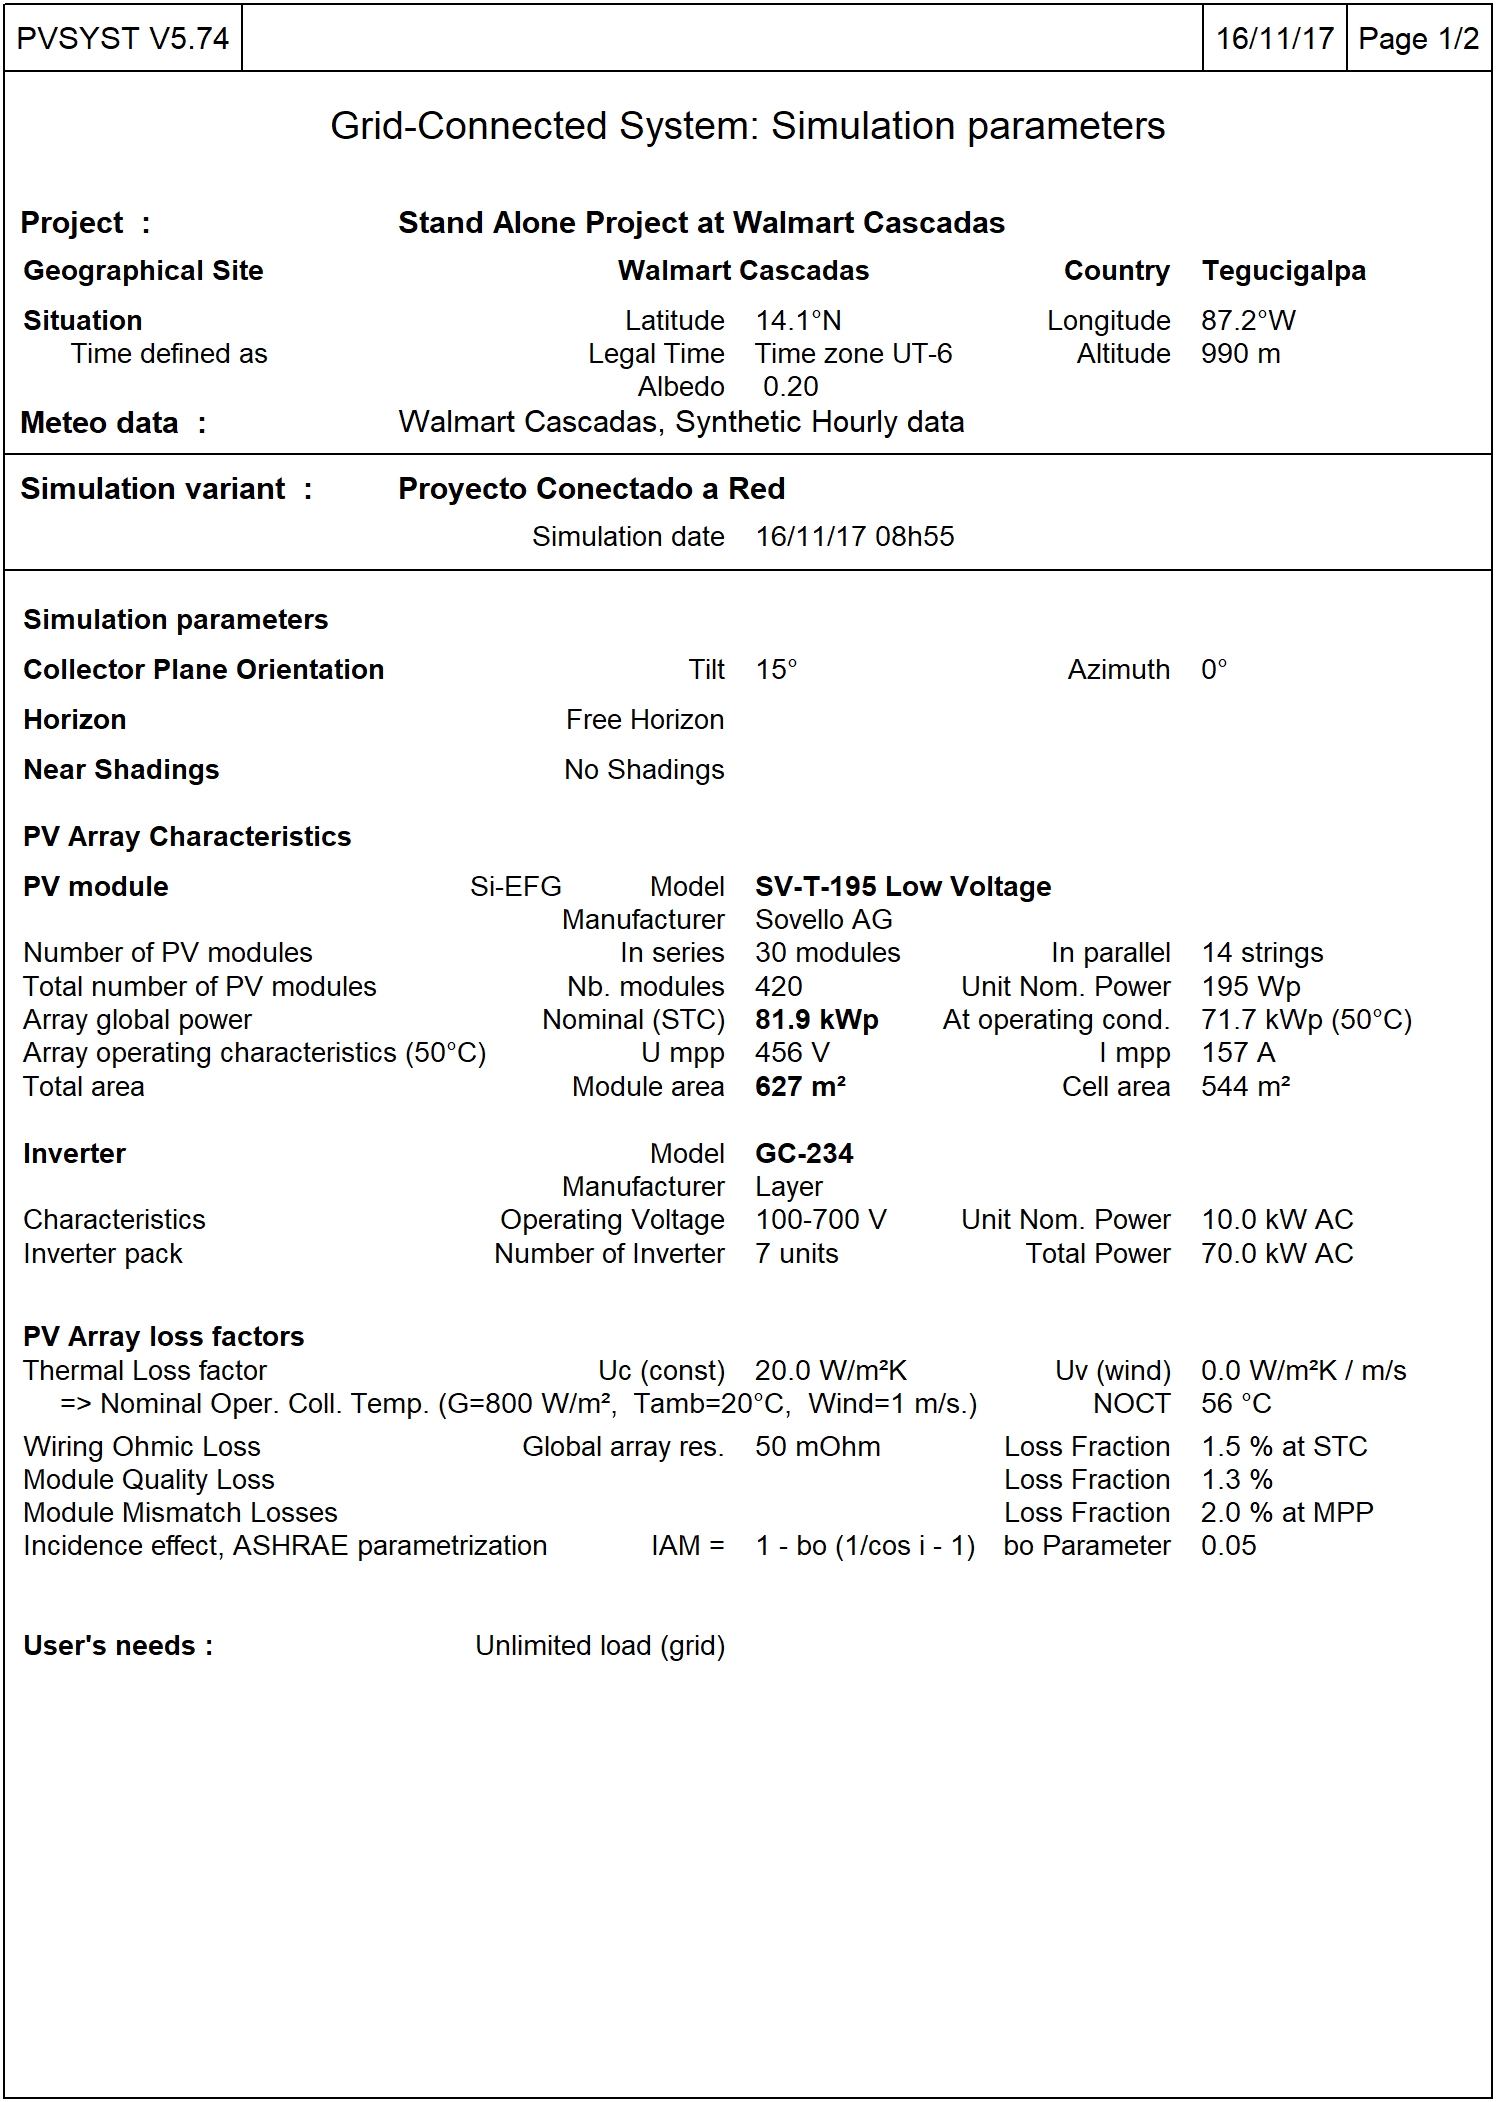 PVSYST V5.74 16/11/17 Page 1/2
Grid-Connected System: Simulation parameters
Project : Stand Alone Project at Walmart Cascadas
Geographical Site Walmart Cascadas Country Tegucigalpa
Situation Latitude 14.1°N Longitude 87.2°W
Time defined as Legal Time Time zone UT-6 Altitude 990 m
Albedo 0.20
Meteo data : Walmart Cascadas, Synthetic Hourly data
Simulation variant : Proyecto Conectado a Red
Simulation date 16/11/17 08h55
Simulation parameters
Collector Plane Orientation Tilt 15° Azimuth 0°
Horizon Free Horizon
Near Shadings No Shadings
PV Array Characteristics
PV module Si-EFG Model SV-T-195 Low Voltage
Manufacturer Sovello AG
Number of PV modules In series 30 modules In parallel 14 strings
Total number of PV modules Nb. modules 420 Unit Nom. Power 195 Wp
Array global power Nominal (STC) 81.9 kWp At operating cond. 71.7 kWp (50°C)
Array operating characteristics (50°C) U mpp 456 V I mpp 157 A
Total area Module area 627 m² Cell area 544 m²
Inverter Model GC-234
Manufacturer Layer
Characteristics Operating Voltage 100-700 V Unit Nom. Power 10.0 kW AC
Inverter pack Number of Inverter 7 units Total Power 70.0 kW AC
PV Array loss factors
Thermal Loss factor Uc (const) 20.0 W/m²K Uv (wind) 0.0 W/m²K / m/s
=> Nominal Oper. Coll. Temp. (G=800 W/m², Tamb=20°C, Wind=1 m/s.) NOCT 56 °C
Wiring Ohmic Loss Global array res. 50 mOhm Loss Fraction 1.5 % at STC
Module Quality Loss Loss Fraction 1.3 %
Module Mismatch Losses Loss Fraction 2.0 % at MPP
Incidence effect, ASHRAE parametrization IAM = 1 - bo (1/cos i - 1) bo Parameter 0.05
User's needs : Unlimited load (grid)